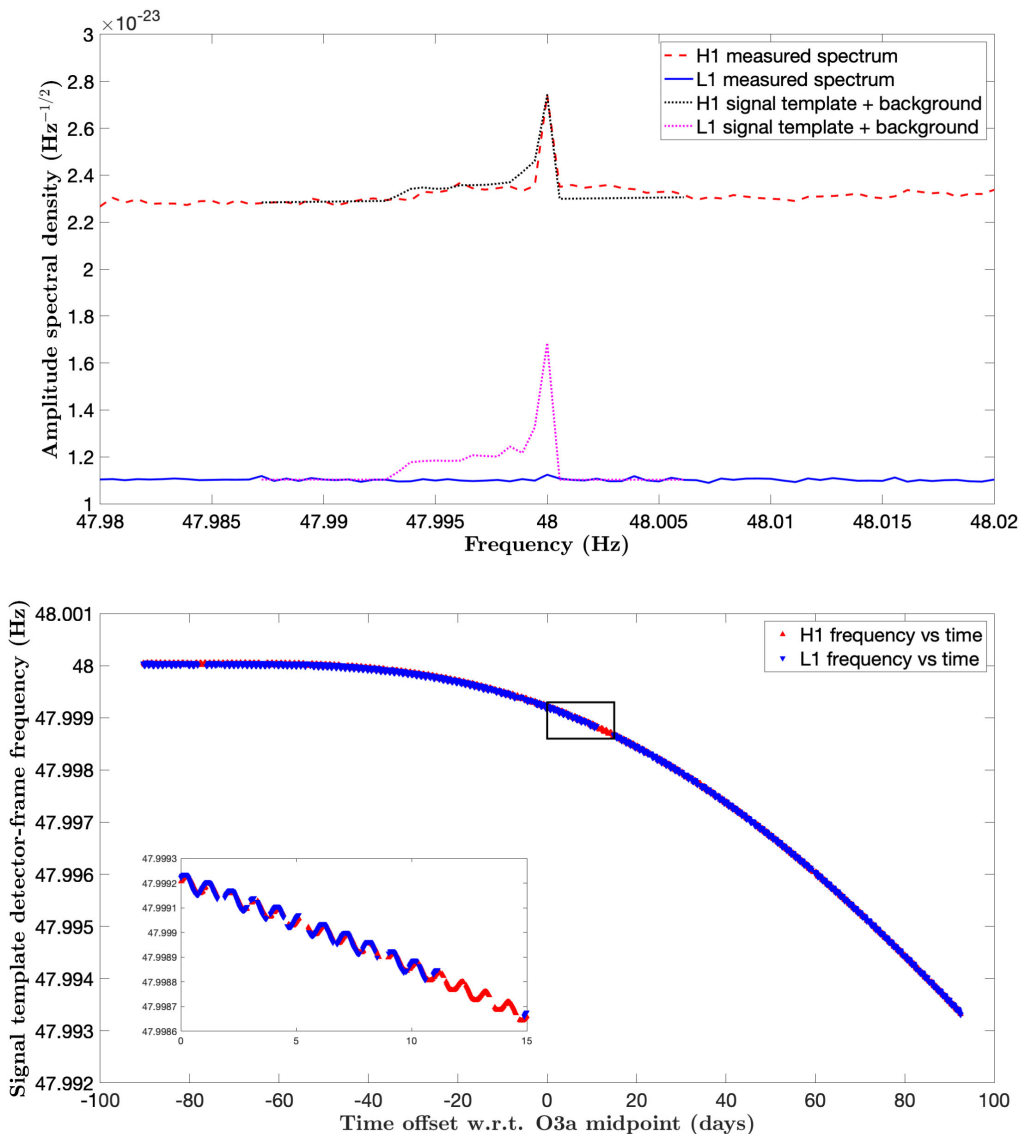 ×10-23
3
2.8
2.6
2.4
2.2
2
1.8
1.6
1.4
1.2
1
Amplitude spectral density (Hz−1/2)
H1 measured spectrum
L1 measured spectrum
H1 signal template + background
L1 signal template + background
47.98 47.985 47.99 47.995 48 48.005 48.01 48.015 48.02
Frequency (Hz)
48.001
48
47.999
47.998
47.997
47.996
47.995
47.994
47.993
47.992
Signal template detector-frame frequency (Hz)
H1 frequency vs time
L1 frequency vs time
47.9993
47.9992
47.9991
47.999
47.9989
47.9988
47.9987
47.9986
0 5 10 15
-100 -80 -60 -40 -20 0 20 40 60 80 100
Time offset w.r.t. O3a midpoint (days)